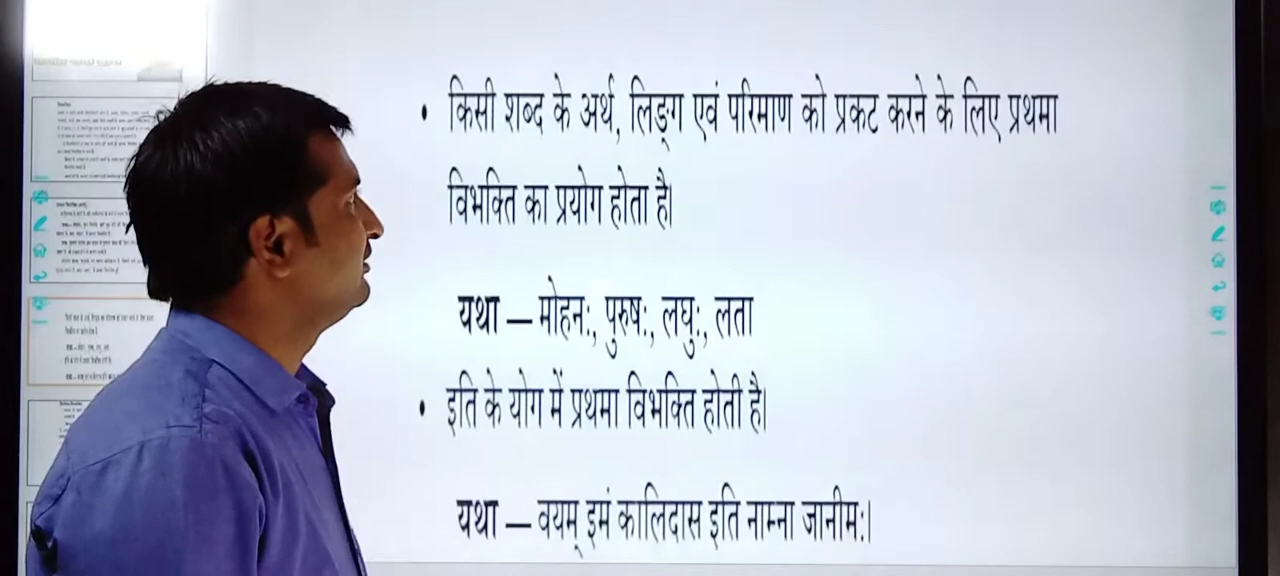 • किसी शब्द के अर्थ, लिङ्ग एवं परिमाण को प्रकट करने के लिए प्रथमा
विभक्ति का प्रयोग होता है।
यथा – मोहनः, पुरुषः, लघुः, लता
• इति के योग में प्रथमा विभक्ति होती है।
यथा – वयम् इमं कालिदास इति नाम्ना जानीमः।